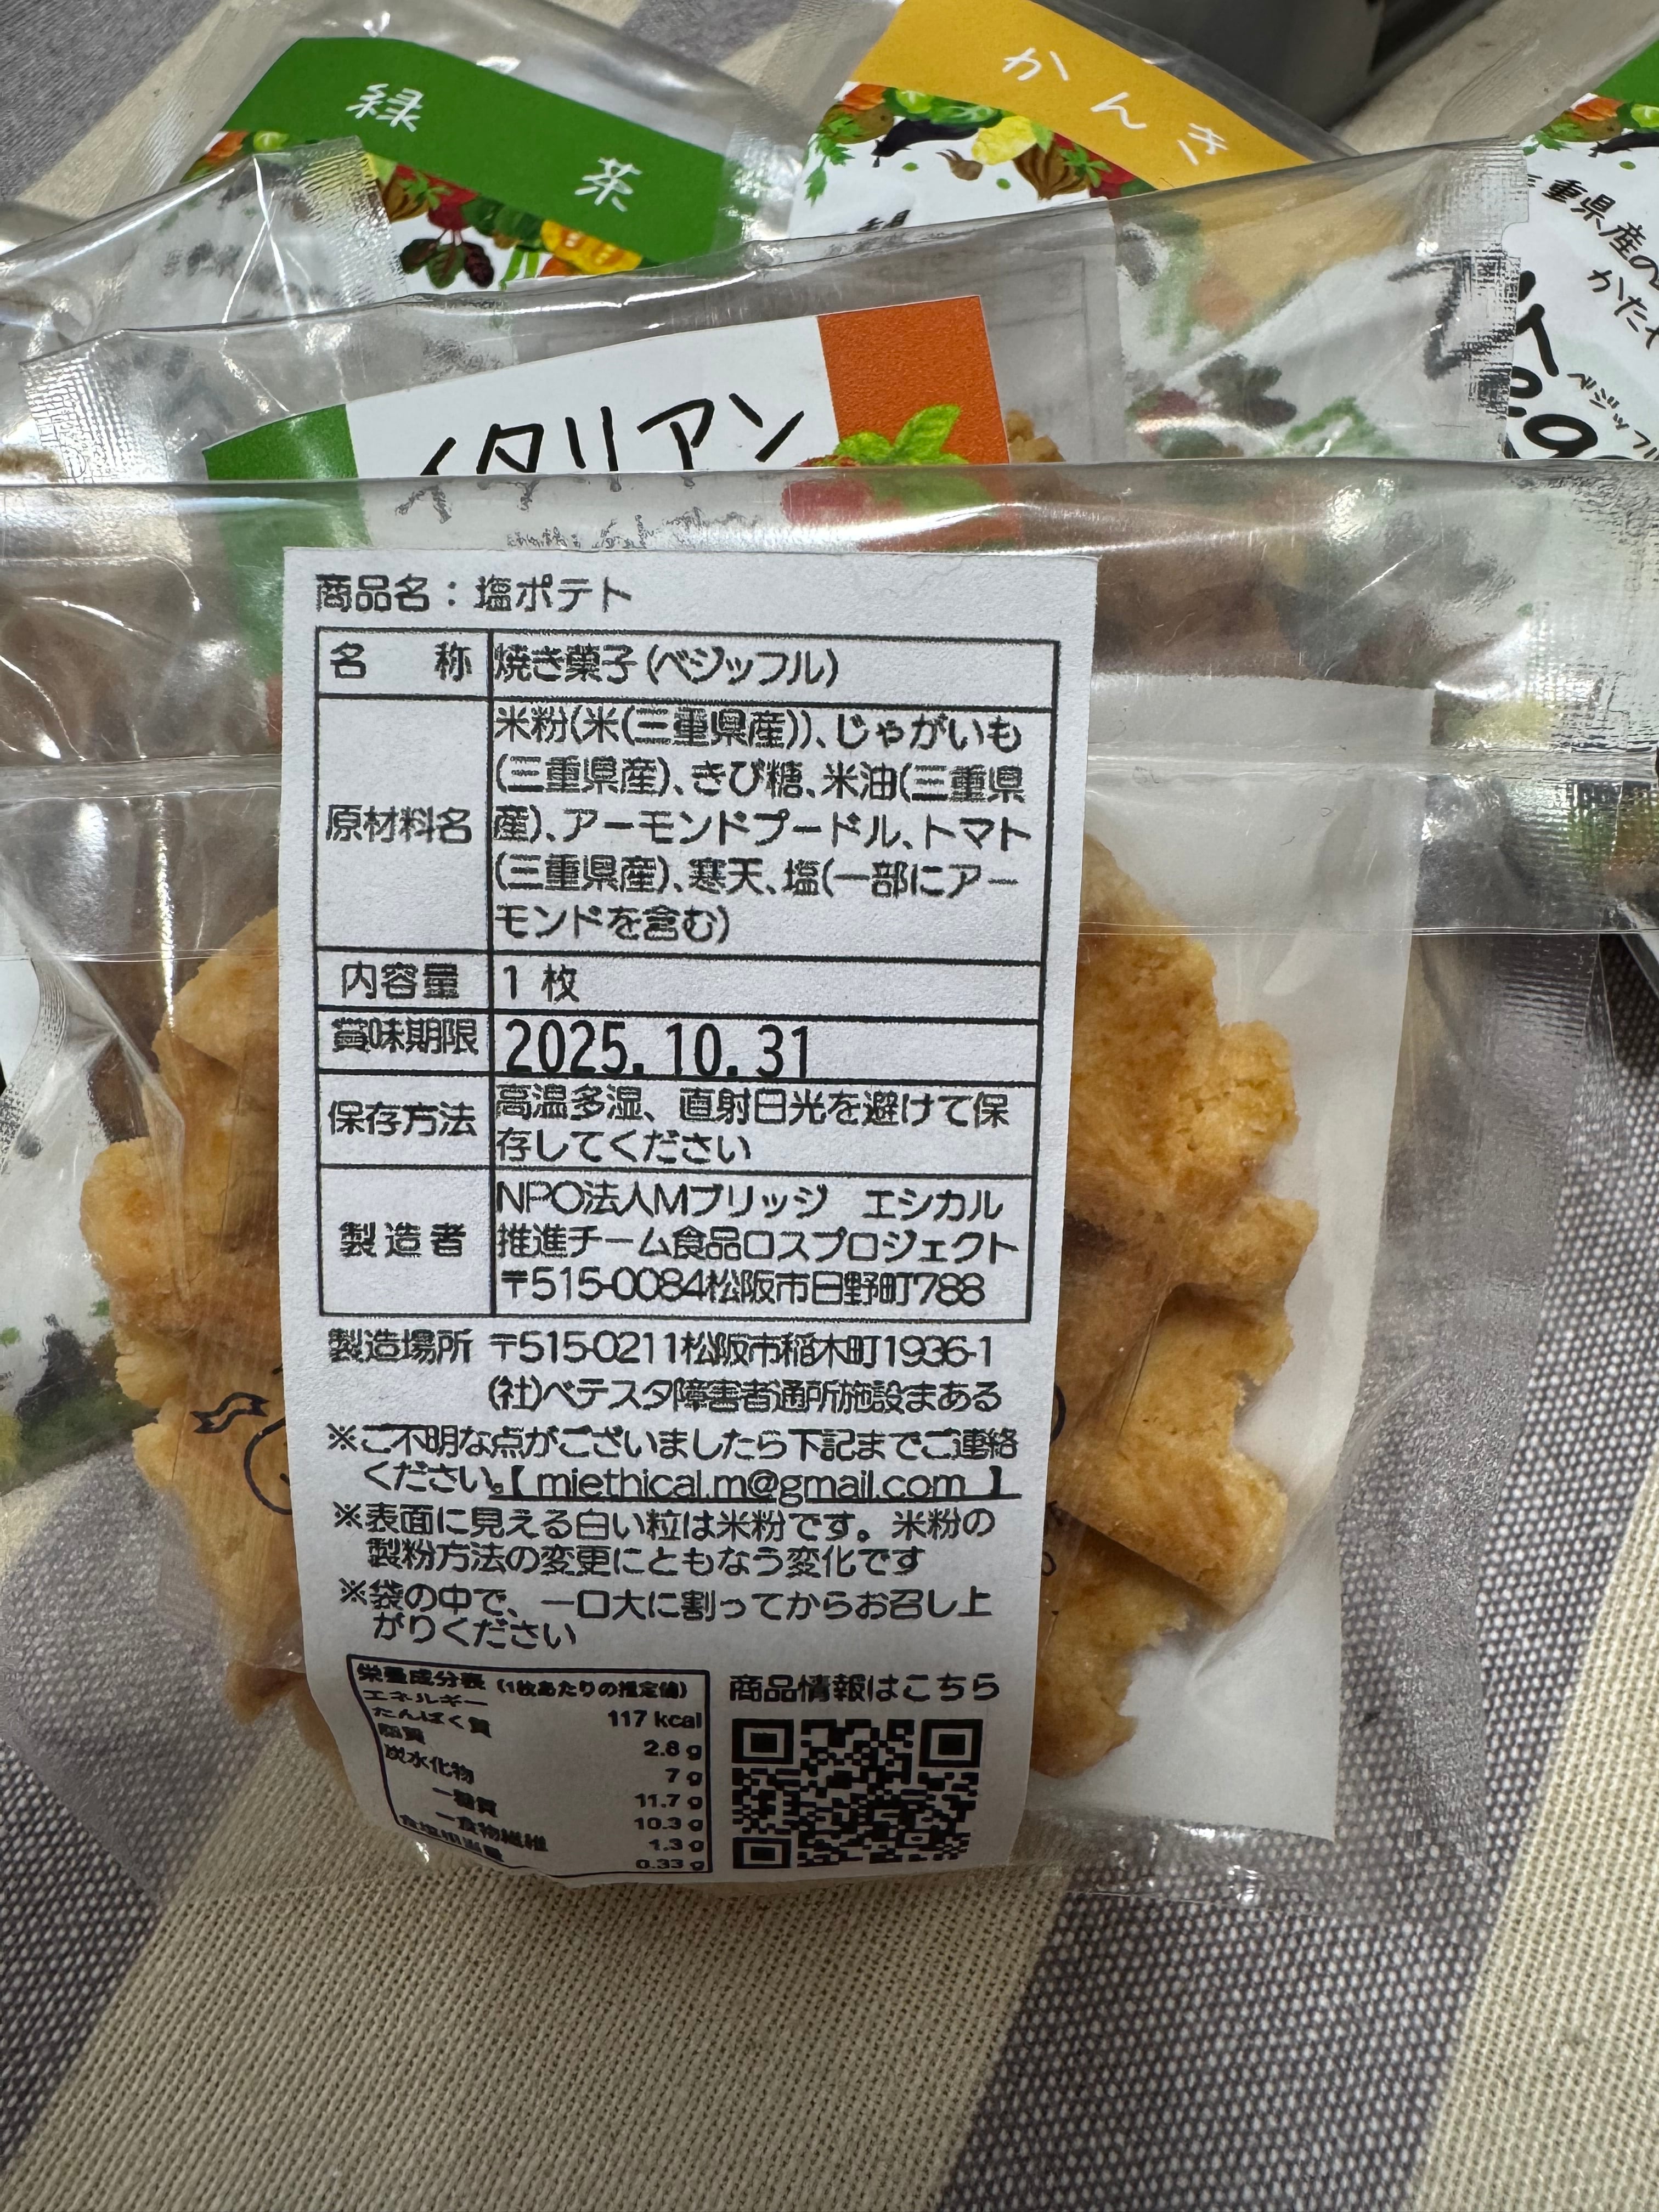 緑茶
かんき
三重県産の
かたや
ベジッフル
イタリアン
商品名：塩ポテト
名　称 焼き菓子(ベジッフル)
原材料名 米粉(米(三重県産))、じゃがいも
(三重県産)、きび糖、米油(三重県
産)、アーモンドプードル、トマト
(三重県産)、寒天、塩(一部にアー
モンドを含む)
内容量 1 枚
賞味期限 2025.10.31
保存方法 高温多湿、直射日光を避けて保
存してください
製造者 NPO法人Mブリッジ　エシカル
推進チーム食品ロスプロジェクト
〒515-0084松阪市日野町788
製造場所 〒515-0211松阪市稲木町1936-1
(社)ベテスタ障害者通所施設まある
※ご不明な点がございましたら下記までご連絡
ください。【 miethical.m@gmail.com 】
※表面に見える白い粒は米粉です。米粉の
製粉方法の変更にともなう変化です
※袋の中で、一口大に割ってからお召し上
がりください
栄養成分表 (1枚あたりの推定値)
エネルギー 117 kcal
たんぱく質 2.8 g
脂質 7 g
炭水化物 11.7 g
―糖質 10.3 g
―食物繊維 1.3 g
食塩相当量 0.33 g
商品情報はこちら